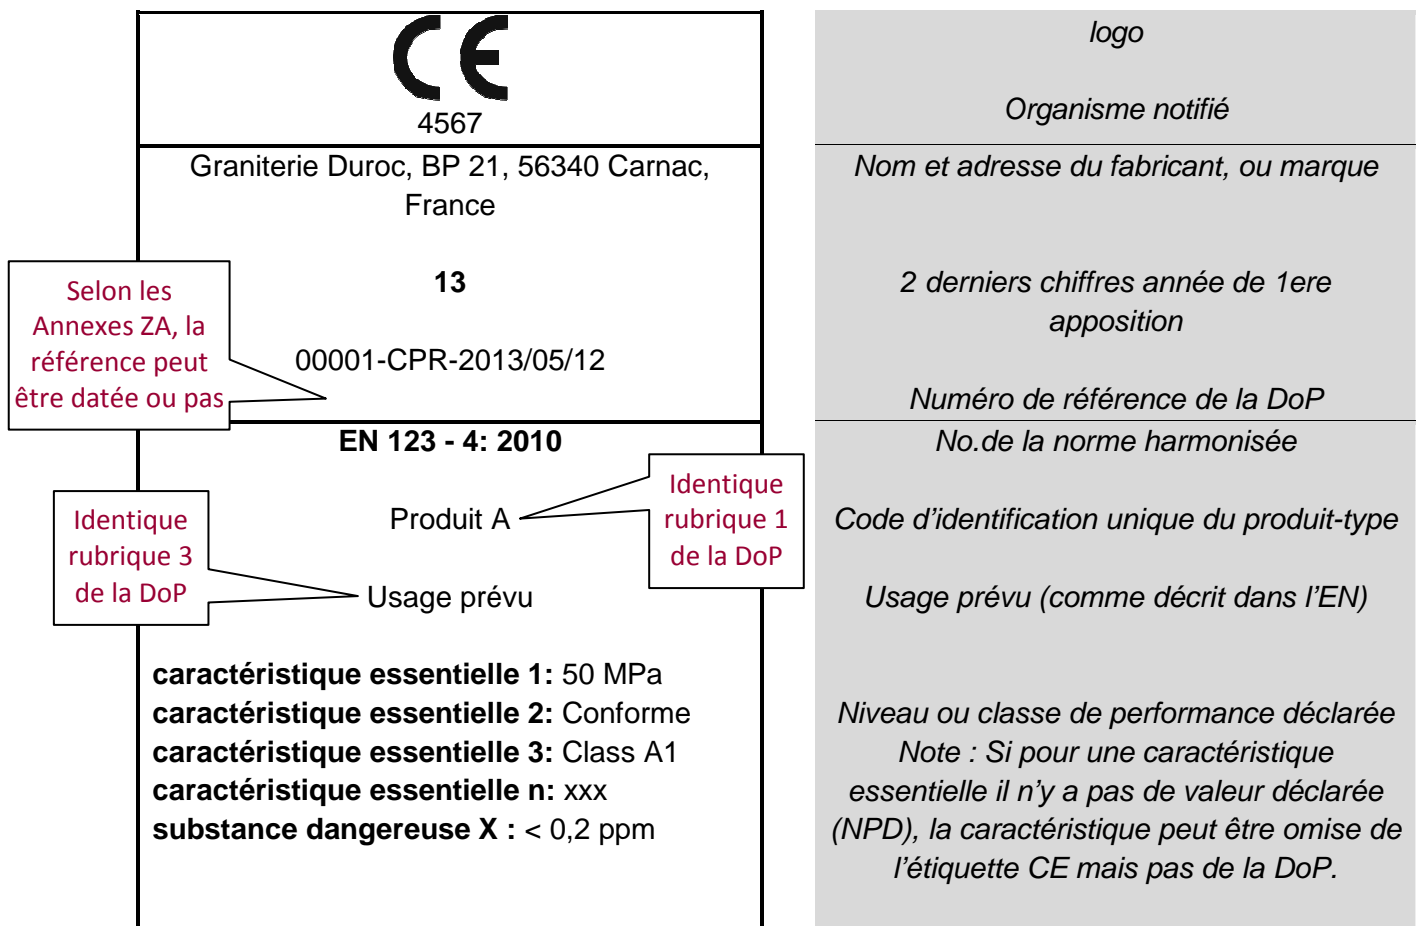 CE
4567
Graniterie Duroc, BP 21, 56340 Carnac,
France
13
00001-CPR-2013/05/12
Selon les
Annexes ZA, la
référence peut
être datée ou pas
EN 123 - 4: 2010
Produit A
Identique
rubrique 1
de la DoP
Identique
rubrique 3
de la DoP
Usage prévu
caractéristique essentielle 1: 50 MPa
caractéristique essentielle 2: Conforme
caractéristique essentielle 3: Class A1
caractéristique essentielle n: xxx
substance dangereuse X : < 0,2 ppm
logo
Organisme notifié
Nom et adresse du fabricant, ou marque
2 derniers chiffres année de 1ere
apposition
Numéro de référence de la DoP
No.de la norme harmonisée
Code d’identification unique du produit-type
Usage prévu (comme décrit dans l’EN)
Niveau ou classe de performance déclarée
Note : Si pour une caractéristique
essentielle il n’y a pas de valeur déclarée
(NPD), la caractéristique peut être omise de
l’étiquette CE mais pas de la DoP.